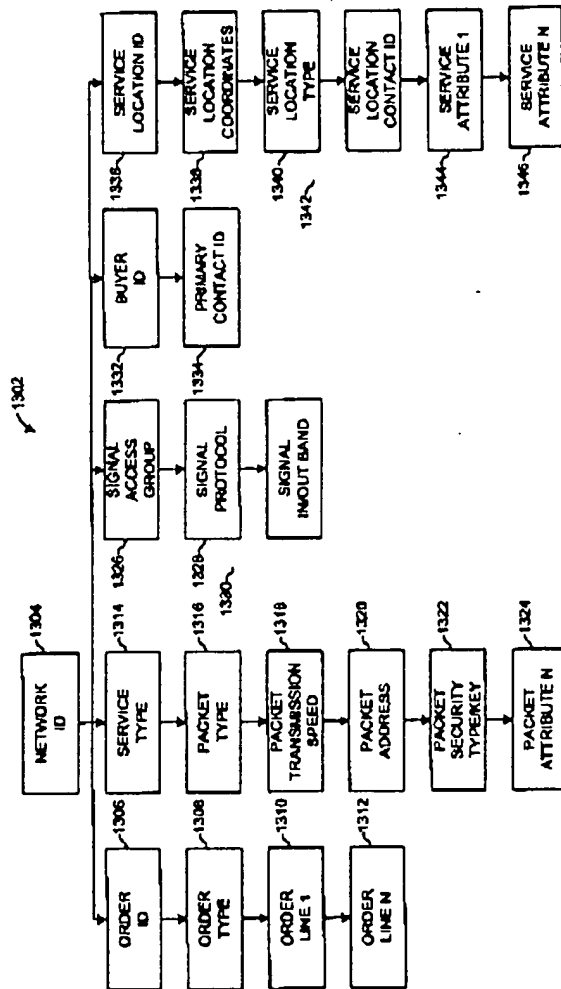 1302
NETWORK
ID
1304
ORDER
ID
1306
ORDER
TYPE
1308
ORDER
LINE 1
1310
ORDER
LINE N
1312
SERVICE
TYPE
1314
PACKET
TYPE
1316
PACKET
TRANSMISSION
SPEED
1318
PACKET
ADDRESS
1320
PACKET
SECURITY
TYPE/KEY
1322
PACKET
ATTRIBUTE N
1324
SIGNAL
ACCESS
GROUP
1326
SIGNAL
PROTOCOL
1328
SIGNAL
IN/OUT BAND
1330
BUYER
ID
1332
PRIMARY
CONTACT ID
1334
SERVICE
LOCATION ID
1336
SERVICE
LOCATION
COORDINATES
1338
SERVICE
LOCATION
TYPE
1340
SERVICE
LOCATION
CONTACT ID
1342
SERVICE
ATTRIBUTE 1
1344
SERVICE
ATTRIBUTE N
1346